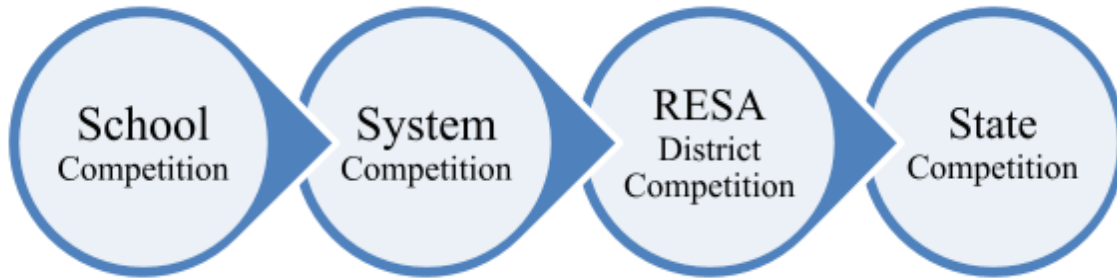 School
Competition
System
Competition
RESA
District
Competition
State
Competition